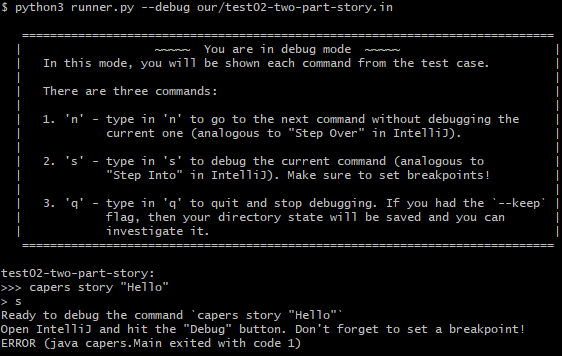 $ python3 runner.py --debug our/test02-two-part-story.in
============================================================================
| ~~~~~ You are in debug mode ~~~~~ |
| In this mode, you will be shown each command from the test case. |
| |
| There are three commands: |
| |
| 1. 'n' - type in 'n' to go to the next command without debugging the |
| current one (analogous to "Step Over" in IntelliJ). |
| |
| 2. 's' - type in 's' to debug the current command (analogous to |
| "Step Into" in IntelliJ). Make sure to set breakpoints! |
| |
| 3. 'q' - type in 'q' to quit and stop debugging. If you had the `--keep` |
| flag, then your directory state will be saved and you can |
| investigate it. |
============================================================================
test02-two-part-story:
>>> capers story "Hello"
> s
Ready to debug the command `capers story "Hello"`
Open IntelliJ and hit the "Debug" button. Don't forget to set a breakpoint!
ERROR (java capers.Main exited with code 1)